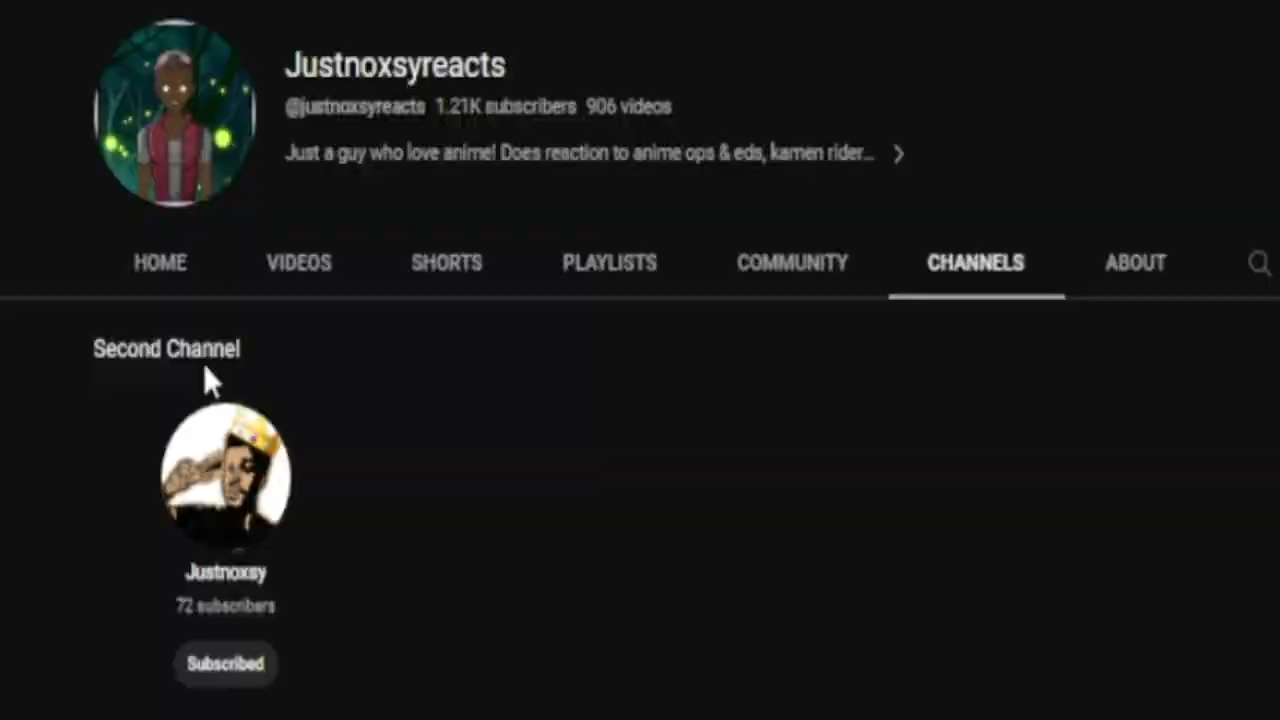 Justnoxsyreacts
@justnoxsyreacts 1.21K subscribers 906 videos
Just a guy who love anime! Does reaction to anime ops & eds, kamen rider...
HOME VIDEOS SHORTS PLAYLISTS COMMUNITY CHANNELS ABOUT
Second Channel
Justnoxsy
72 subscribers
Subscribed